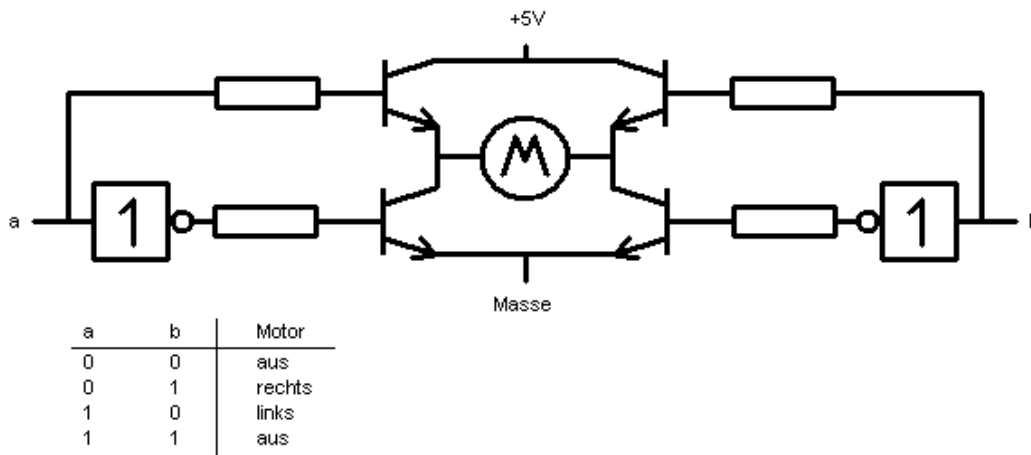 +5V
M
a 1 1
Masse
a b Motor
0 0 aus
0 1 rechts
1 0 links
1 1 aus